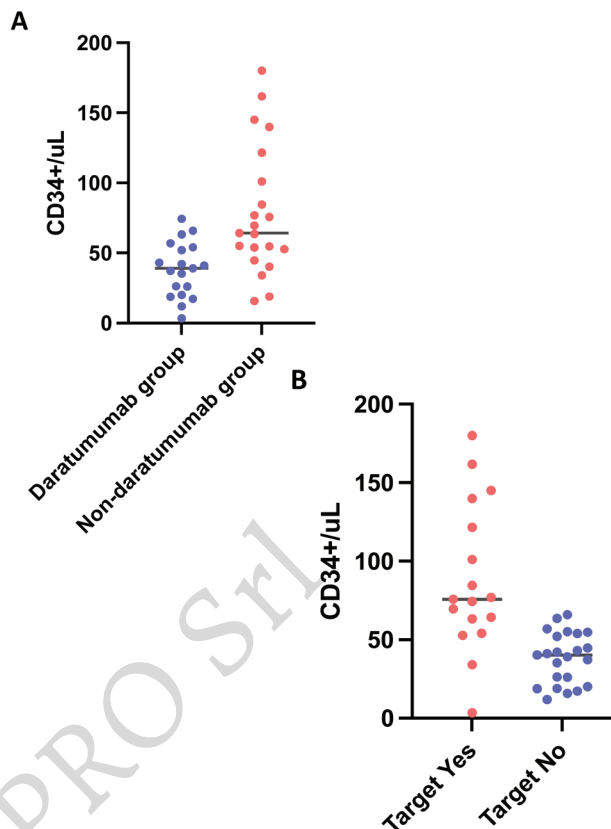 A
CD34+/uL
200
150
100
50
0
Daratumumab group
Non-daratumumab group
B
CD34+/uL
200
150
100
50
0
Target Yes
Target No
PRO Srl